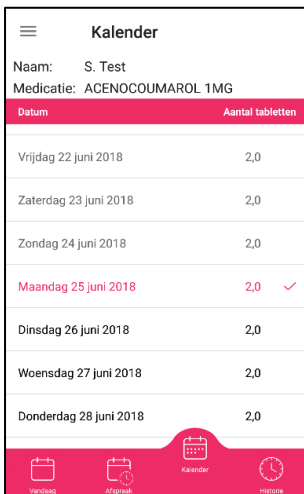 Kalender
Naam: S. Test
Medicatie: ACENOCOUMAROL 1MG
Datum Aantal tabletten
Vrijdag 22 juni 2018 2,0
Zaterdag 23 juni 2018 2,0
Zondag 24 juni 2018 2,0
Maandag 25 juni 2018 2,0
Dinsdag 26 juni 2018 2,0
Woensdag 27 juni 2018 2,0
Donderdag 28 juni 2018 2,0
Vandaag Afspraak Kalender Historie